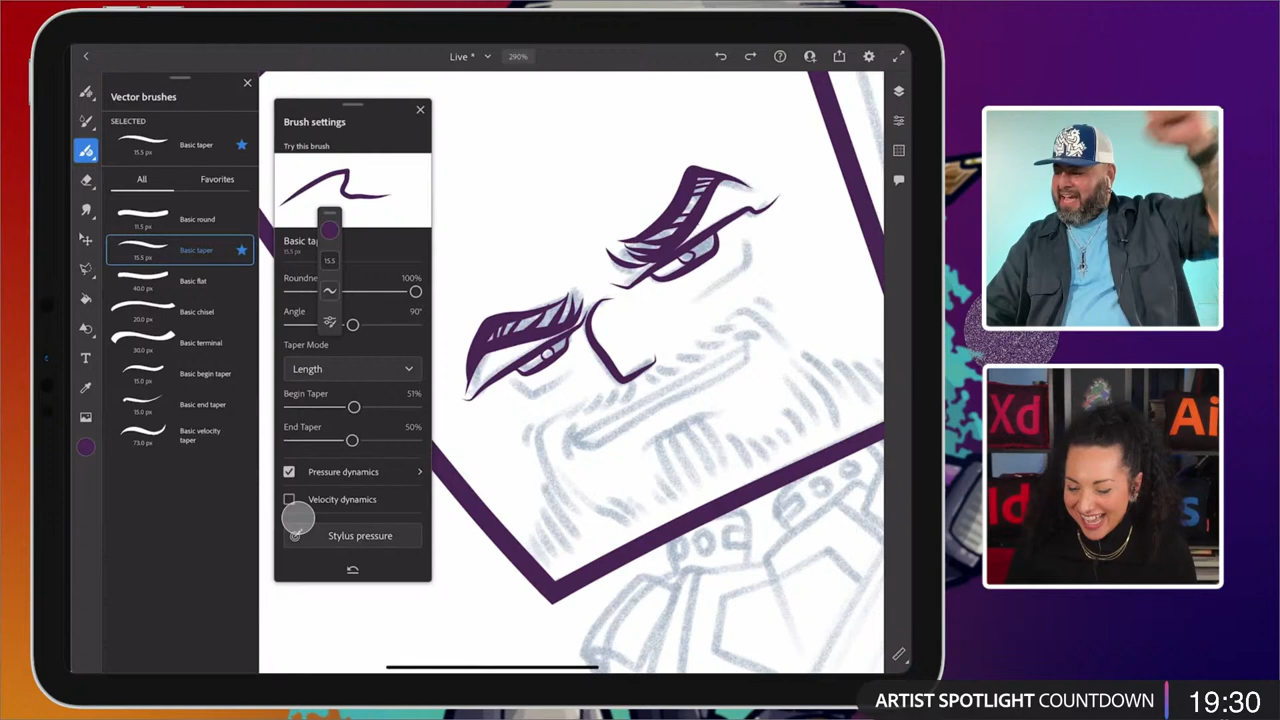 Live *
290%
Vector brushes
SELECTED
Basic taper
15.5 px
All
Favorites
Basic round
11.5 px
Basic taper
15.5 px
Basic flat
40.0 px
Basic chisel
20.0 px
Basic terminal
30.0 px
Basic begin taper
15.0 px
Basic end taper
15.0 px
Basic velocity
taper
73.0 px
T
Brush settings
Try this brush
15.5 px
15.5
100%
Angle
90°
Taper Mode
Length
Begin Taper
51%
End Taper
50%
Pressure dynamics
Velocity dynamics
Stylus pressure
Xd
Ai
Id
ARTIST SPOTLIGHT COUNTDOWN
19:30